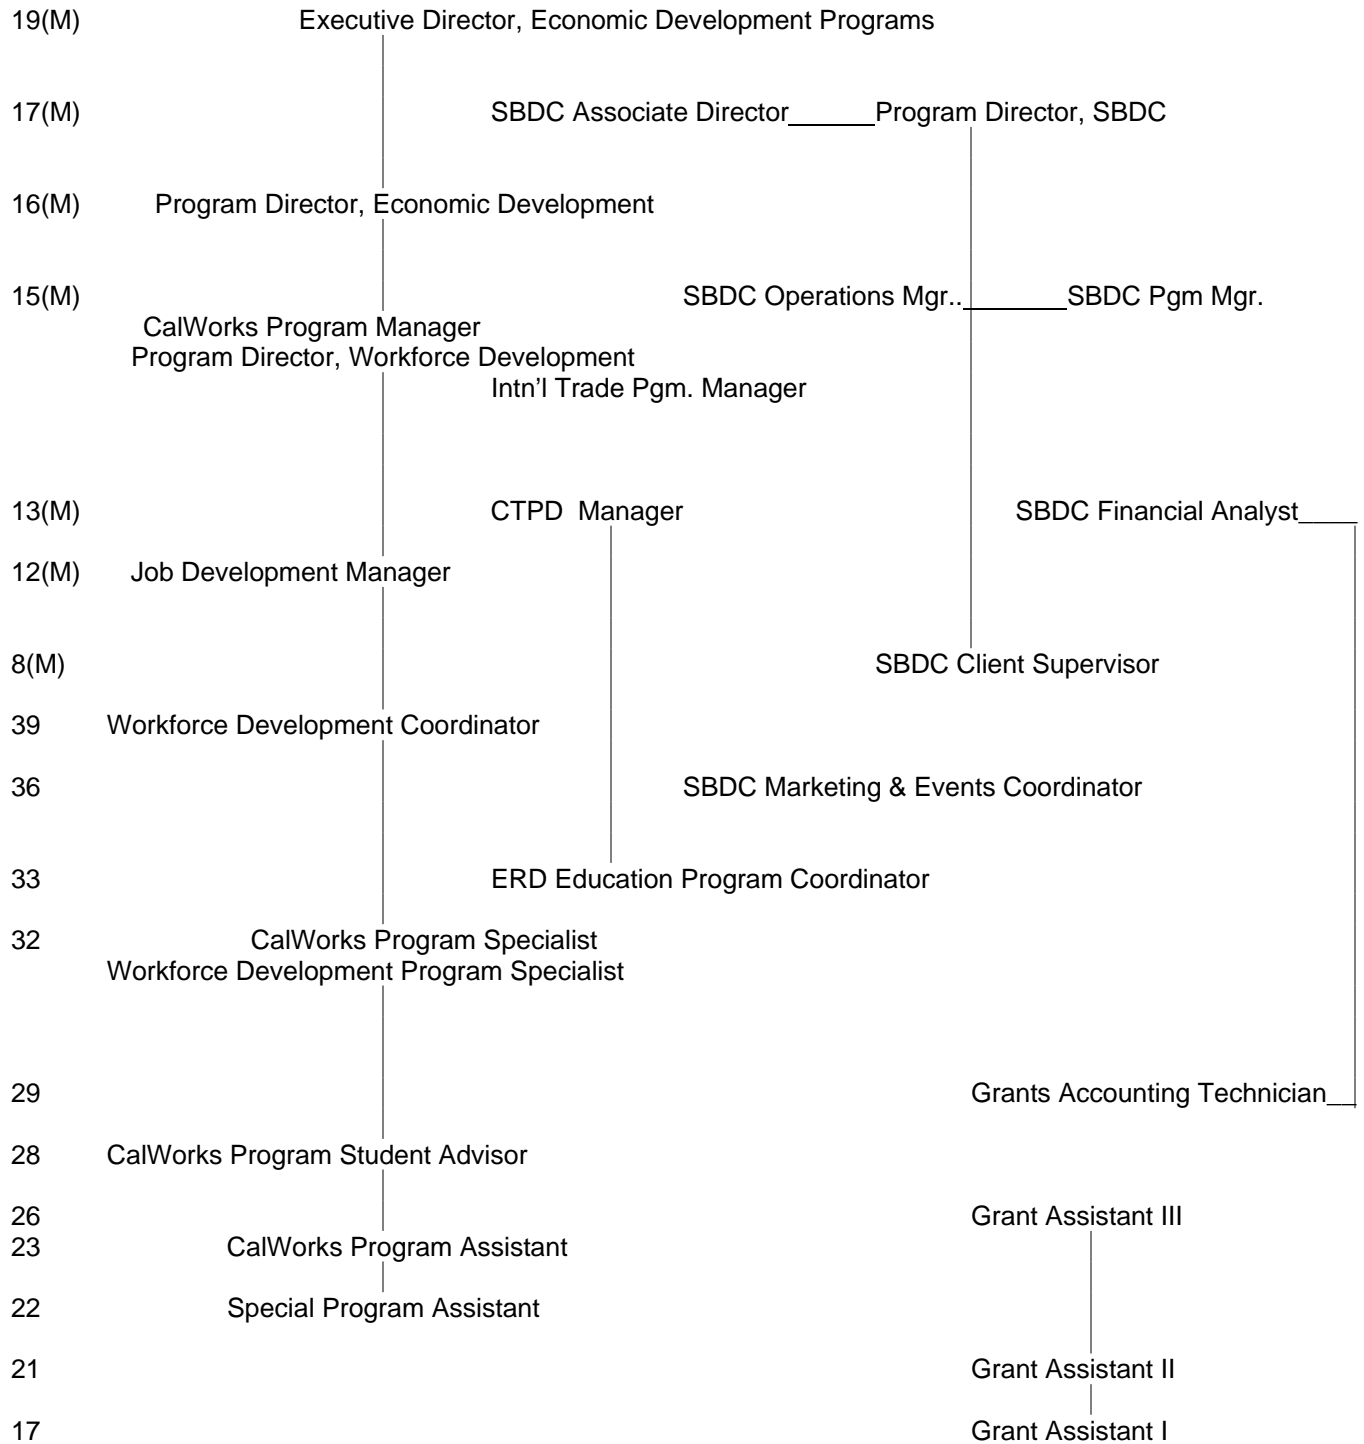 19(M) Executive Director, Economic Development Programs
17(M) SBDC Associate Director______Program Director, SBDC
16(M) Program Director, Economic Development
15(M) SBDC Operations Mgr.._______SBDC Pgm Mgr.
CalWorks Program Manager
Program Director, Workforce Development
Intn’l Trade Pgm. Manager
13(M) CTPD Manager SBDC Financial Analyst____
12(M) Job Development Manager
8(M) SBDC Client Supervisor
39 Workforce Development Coordinator
36 SBDC Marketing & Events Coordinator
33 ERD Education Program Coordinator
32 CalWorks Program Specialist
Workforce Development Program Specialist
29 Grants Accounting Technician__
28 CalWorks Program Student Advisor
26 Grant Assistant III
23 CalWorks Program Assistant
22 Special Program Assistant
21 Grant Assistant II
17 Grant Assistant I